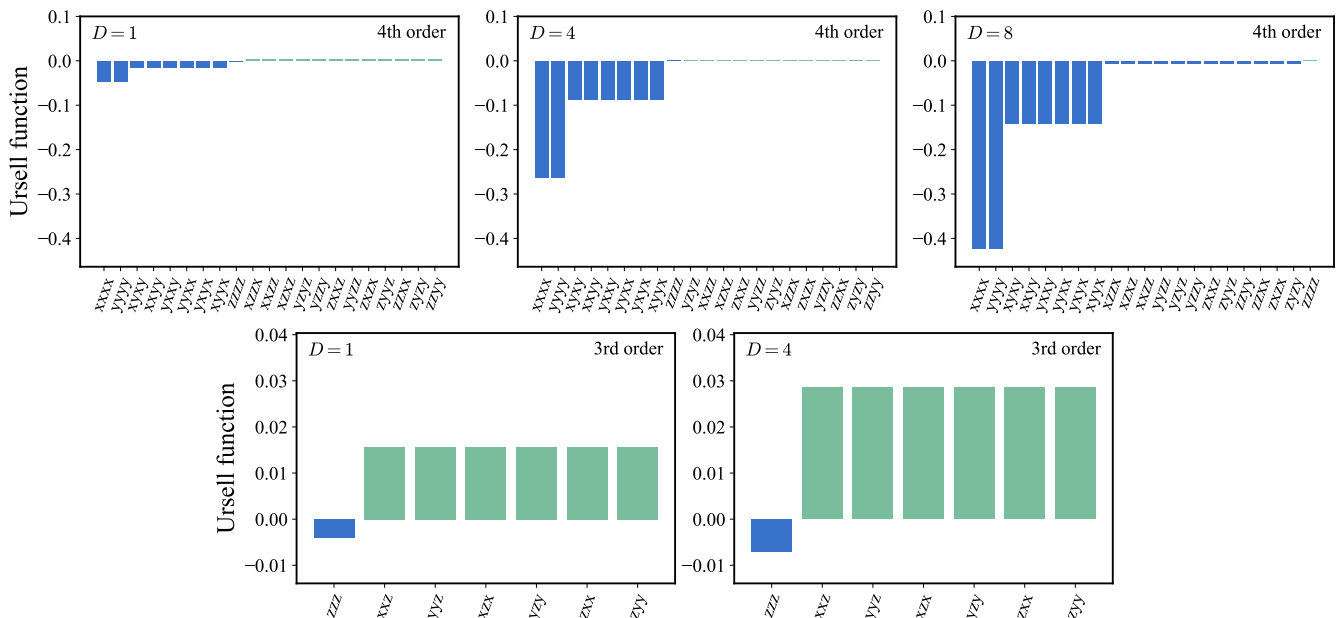 D = 1 4th order
Ursell function
0.1
0.0
−0.1
−0.2
−0.3
−0.4
xxxx yyyy xyxy xxyy yxxy yyxx yxyx xyyx zzzz xzzx xxzz xzxz yzyz yzzy zxxz yyzz zxzx zyyz zzxx zyzy zzyy
D = 4 4th order
0.1
0.0
−0.1
−0.2
−0.3
−0.4
xxxx yyyy xyxy xxyy yxxy yyxx yxyx xyyx zzzz yzyz xxzz xzxz zxxz yyzz zyyz xzzx zxzx yzzy zzxx zyzy zzyy
D = 8 4th order
0.1
0.0
−0.1
−0.2
−0.3
−0.4
xxxx yyyy xyxy xxyy yxxy yyxx yxyx xyyx xzzx xzxz xxzz yyzz yzyz yzzy zxxz zyyz zzyy zzxx zxzx zyzy zzzz
D = 1 3rd order
Ursell function
0.04
0.03
0.02
0.01
0.00
−0.01
zzz xxz yyz xzx yzy zxx zyy
D = 4 3rd order
0.04
0.03
0.02
0.01
0.00
−0.01
zzz xxz yyz xzx yzy zxx zyy